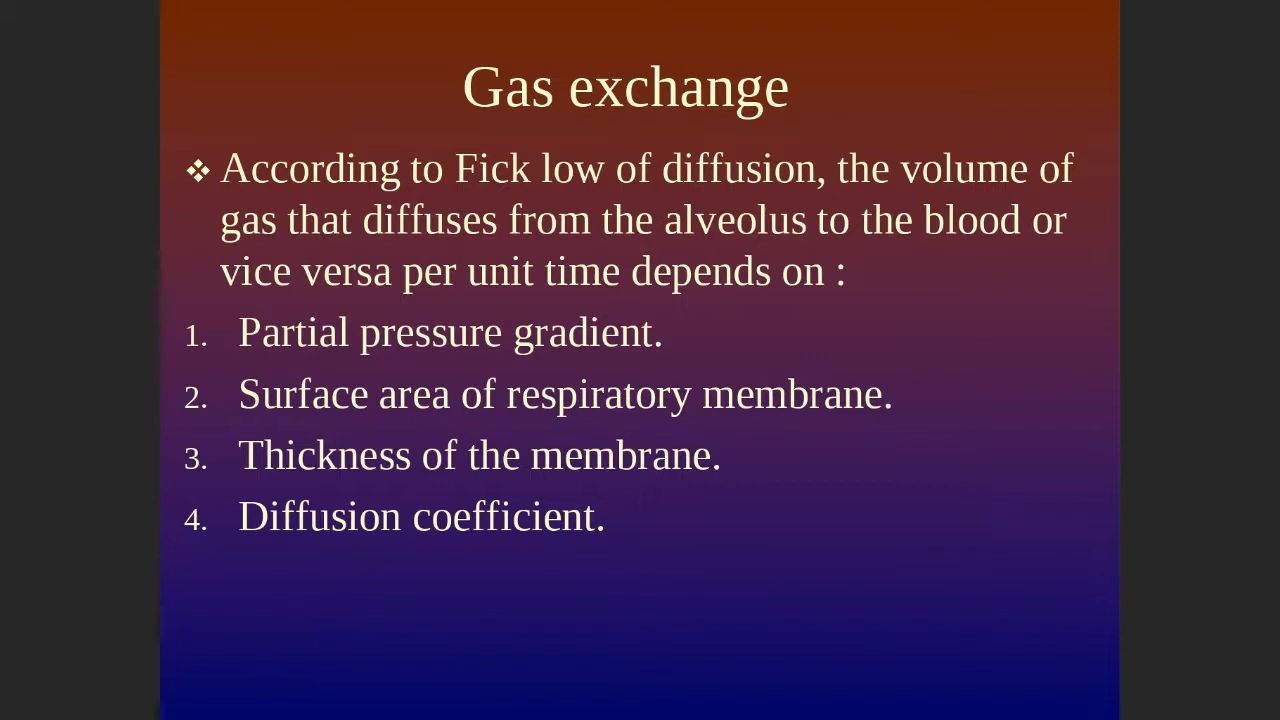 Gas exchange
❖ According to Fick low of diffusion, the volume of
gas that diffuses from the alveolus to the blood or
vice versa per unit time depends on :
1. Partial pressure gradient.
2. Surface area of respiratory membrane.
3. Thickness of the membrane.
4. Diffusion coefficient.